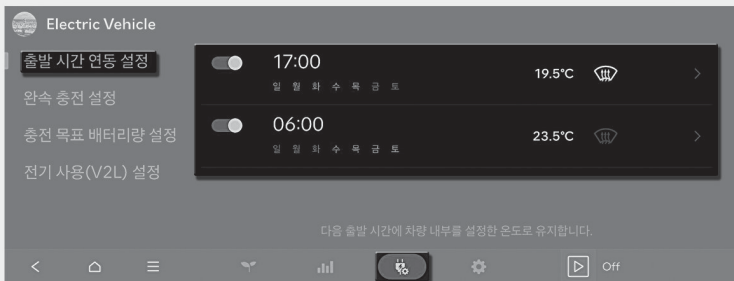 Electric Vehicle
출발 시간 연동 설정
완속 충전 설정
충전 목표 배터리량 설정
전기 사용(V2L) 설정
17:00
일 월 화 수 목 금 토
19.5°C
06:00
일 월 화 수 목 금 토
23.5°C
다음 출발 시간에 차량 내부를 설정한 온도로 유지합니다.
Off